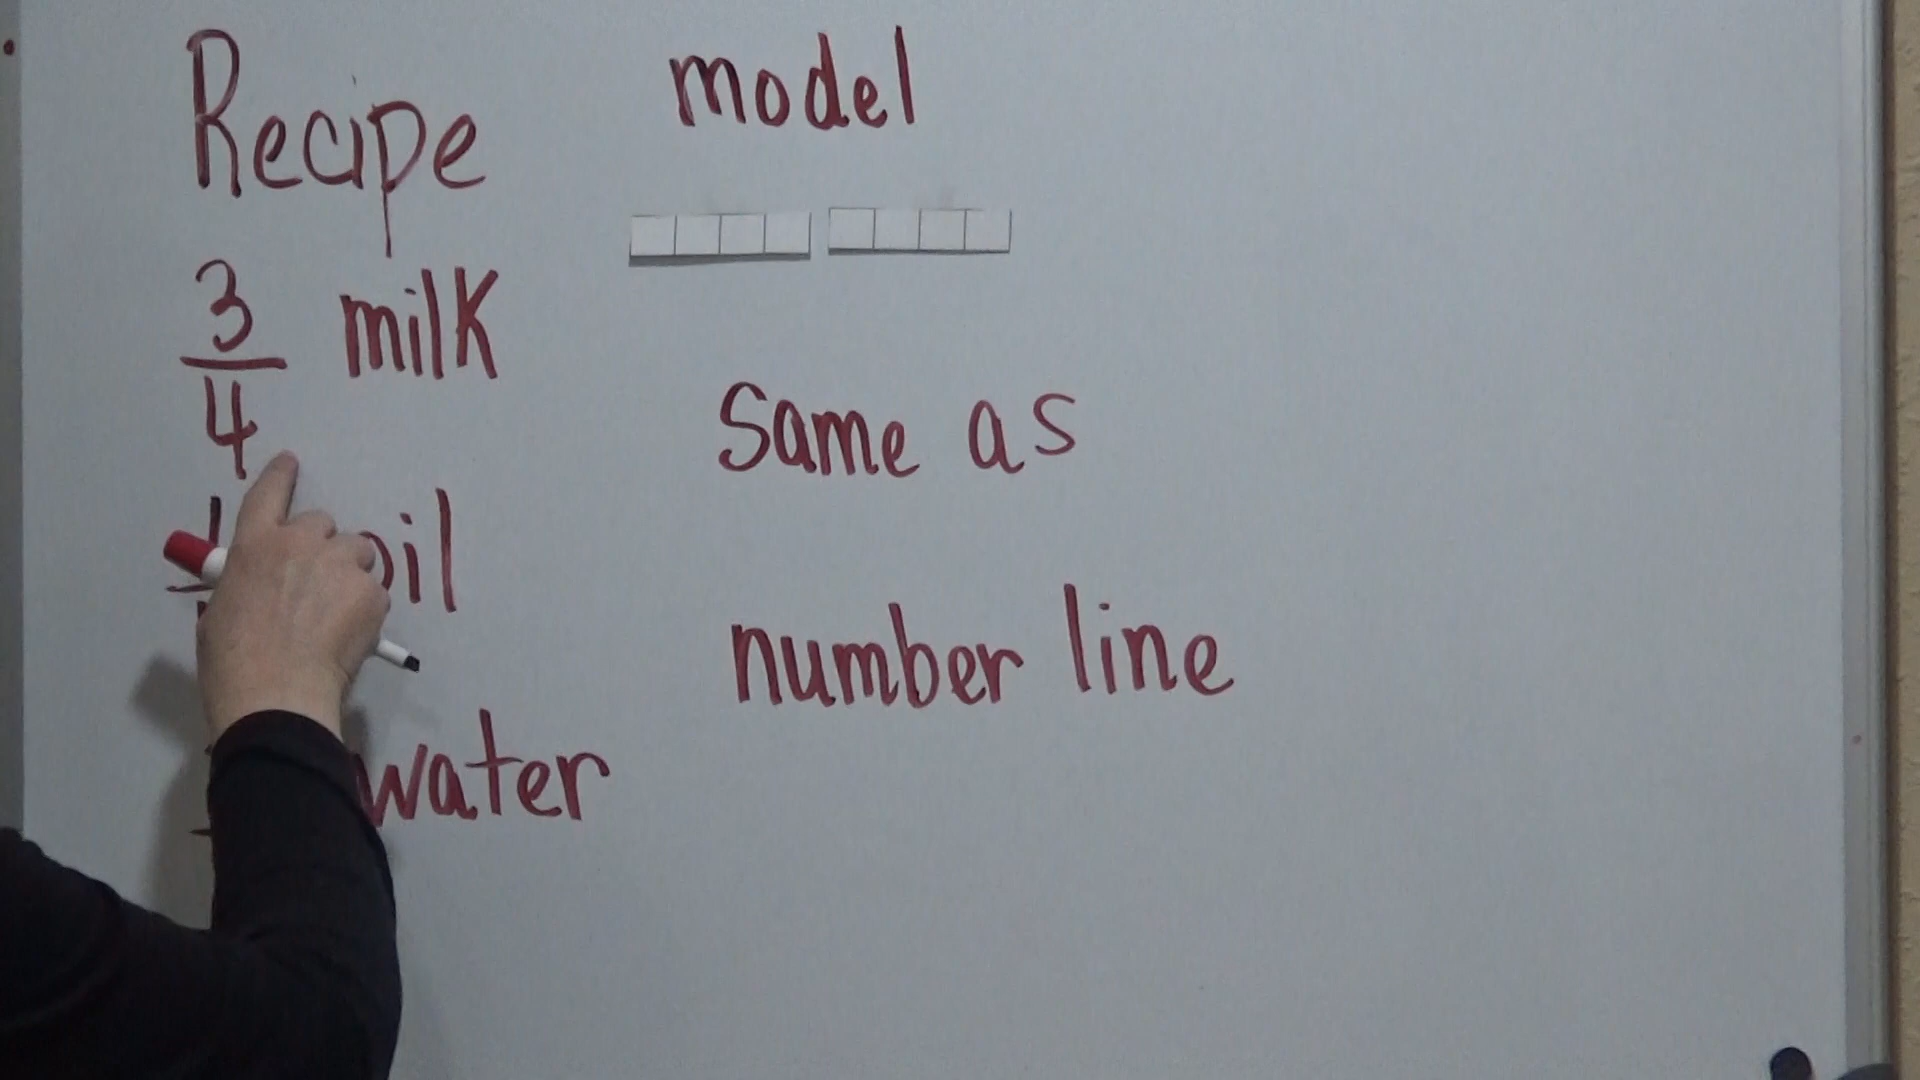 Recipe
model
3/4 milk
Same as
oil
number line
water